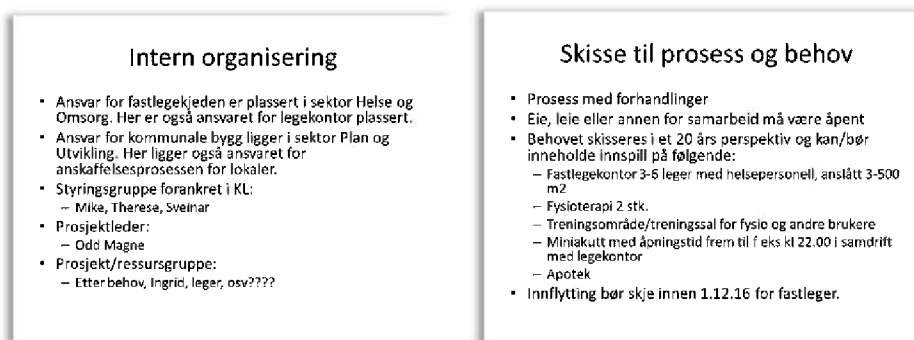 Intern organisering
• Ansvar for fastlegekjeden er plassert i sektor Helse og
Omsorg. Her er også ansvaret for legekontor plassert.
• Ansvar for kommunale bygg ligger i sektor Plan og
Utvikling. Her ligger også ansvaret for
anskaffelsesprosessen for lokaler.
• Styringsgruppe forankret i KL:
– Mike, Therese, Sveinar
• Prosjektleder:
– Odd Magne
• Prosjekt/ressursgruppe:
– Etter behov, Ingrid, leger, osv????
Skisse til prosess og behov
• Prosess med forhandlinger
• Eie, leie eller annen for samarbeid må være åpent
• Behovet skisseres i et 20 års perspektiv og kan/bør
inneholde innspill på følgende:
– Fastlegekontor 3-6 leger med helsepersonell, anslått 3-500
m2
– Fysioterapi 2 stk.
– Treningsområde/treningssal for fysio og andre brukere
– Miniakutt med åpningstid frem til f eks kl 22.00 i samdrift
med legekontor
– Apotek
• Innflytting bør skje innen 1.12.16 for fastleger.